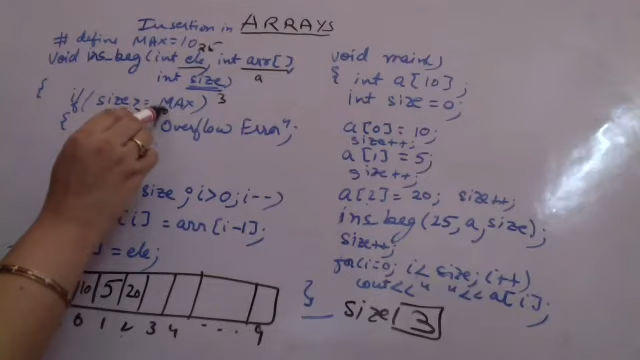 Insertion in ARRAYS
# define MAX=10
25
void ins_beg(int ele, int arr[]
a
int size)
{ if( size >= MAX)
3
{ Overflow Error";
size ; i>0; i--)
[i] = arr[i-1];
] = ele;
10 5 20
0 1 2 3 4 - - - 9
void main()
{ int a[10];
int size=0;
a[0] = 10;
size++;
a[1] = 5;
size++;
a[2] = 20; size++;
ins_beg(25, a, size);
size++;
for(i=0; i< size; i++)
cout<<" "<< a[i];
}
size 3